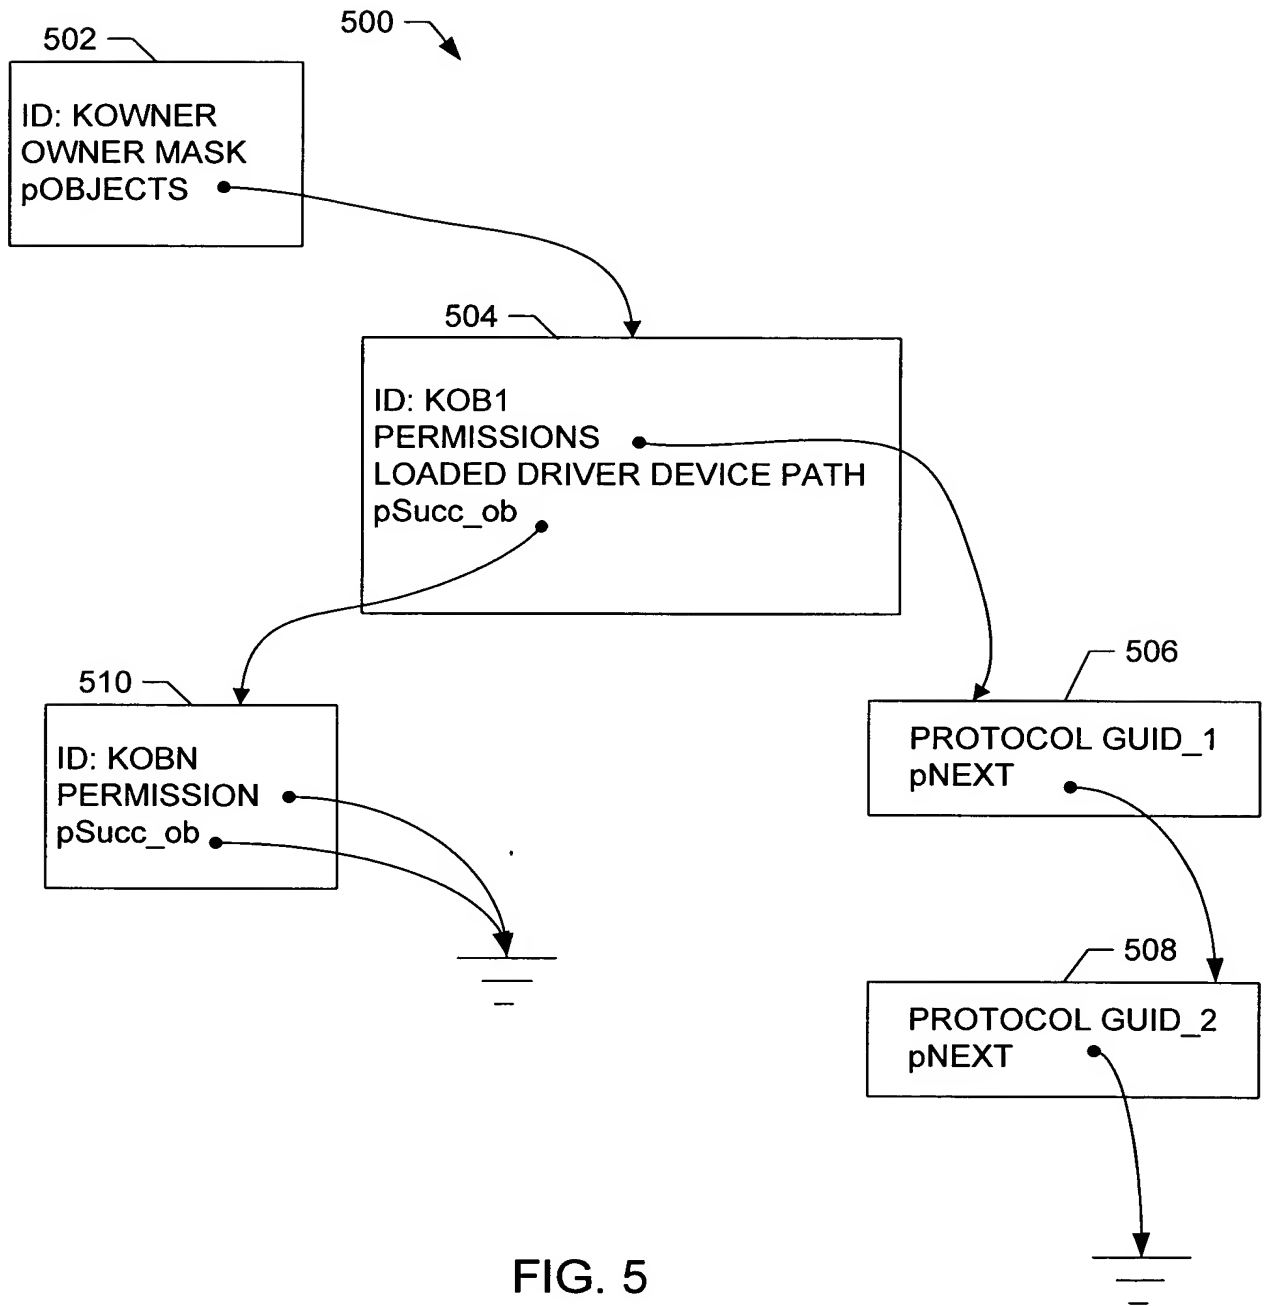 500
502
ID: KOWNER
OWNER MASK
pOBJECTS
504
ID: KOB1
PERMISSIONS
LOADED DRIVER DEVICE PATH
pSucc_ob
506
PROTOCOL GUID_1
pNEXT
510
ID: KOBN
PERMISSION
pSucc_ob
508
PROTOCOL GUID_2
pNEXT
FIG. 5